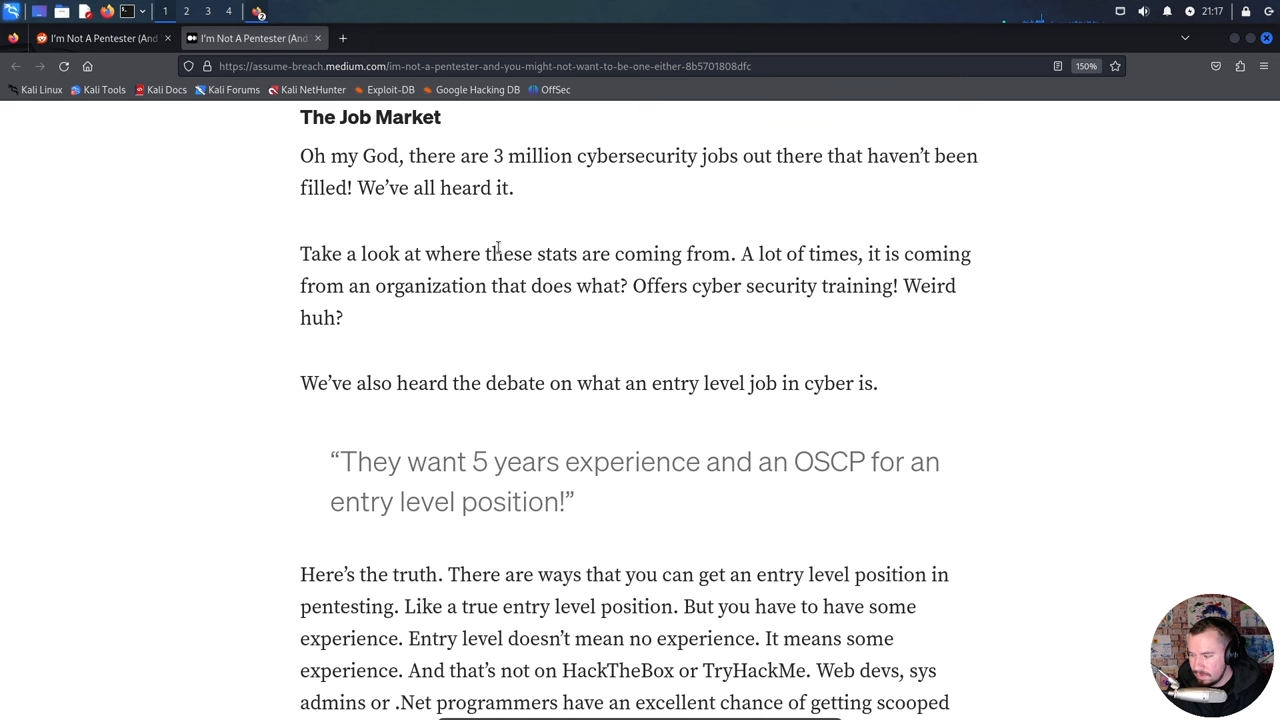 1 2 3 4 2 21:17
I'm Not A Pentester (And I'm Not A Pentester (And
https://assume-breach.medium.com/im-not-a-pentester-and-you-might-not-want-to-be-one-either-8b5701808dfc 150%
Kali Linux Kali Tools Kali Docs Kali Forums Kali NetHunter Exploit-DB Google Hacking DB OffSec
The Job Market
Oh my God, there are 3 million cybersecurity jobs out there that haven’t been
filled! We’ve all heard it.
Take a look at where these stats are coming from. A lot of times, it is coming
from an organization that does what? Offers cyber security training! Weird
huh?
We’ve also heard the debate on what an entry level job in cyber is.
“They want 5 years experience and an OSCP for an
entry level position!”
Here’s the truth. There are ways that you can get an entry level position in
pentesting. Like a true entry level position. But you have to have some
experience. Entry level doesn’t mean no experience. It means some
experience. And that’s not on HackTheBox or TryHackMe. Web devs, sys
admins or .Net programmers have an excellent chance of getting scooped